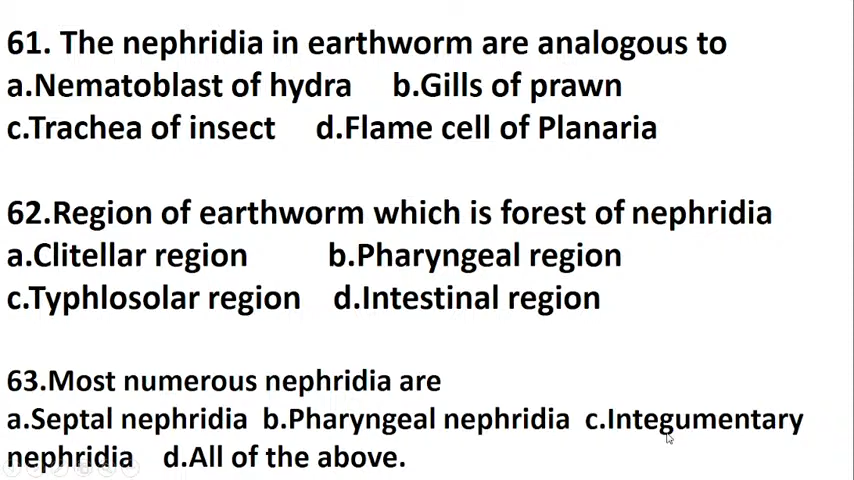 61. The nephridia in earthworm are analogous to
a.Nematoblast of hydra b.Gills of prawn
c.Trachea of insect d.Flame cell of Planaria
62.Region of earthworm which is forest of nephridia
a.Clitellar region b.Pharyngeal region
c.Typhlosolar region d.Intestinal region
63.Most numerous nephridia are
a.Septal nephridia b.Pharyngeal nephridia c.Integumentary
nephridia d.All of the above.